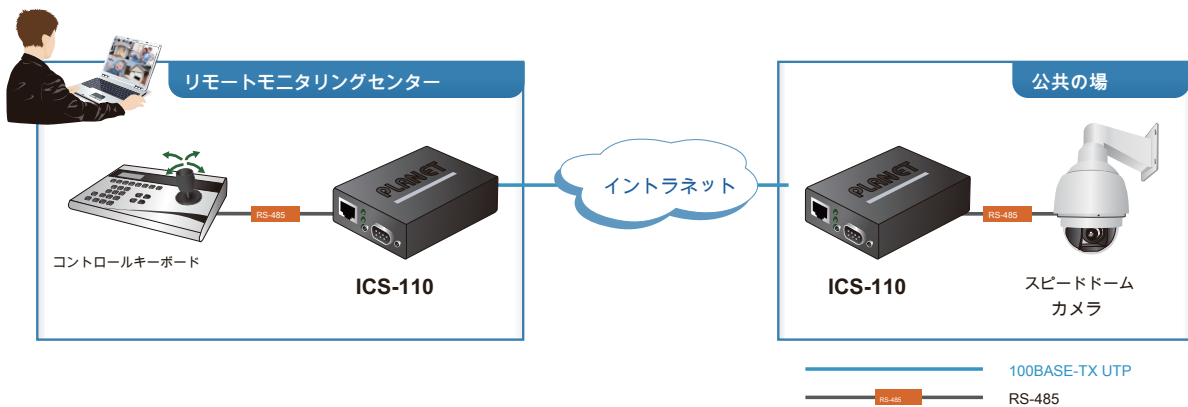 リモートモニタリングセンター
公共の場
PLANET
RS-485
コントロールキーボード
ICS-110
イントラネット
PLANET
RS-485
ICS-110
スピードドーム
カメラ
100BASE-TX UTP
RS-485
RS-485